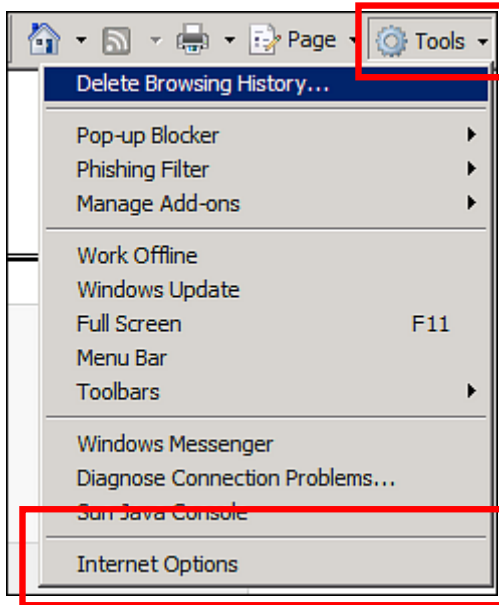 Page Tools
Delete Browsing History...
Pop-up Blocker
Phishing Filter
Manage Add-ons
Work Offline
Windows Update
Full Screen F11
Menu Bar
Toolbars
Windows Messenger
Diagnose Connection Problems...
Sun Java Console
Internet Options